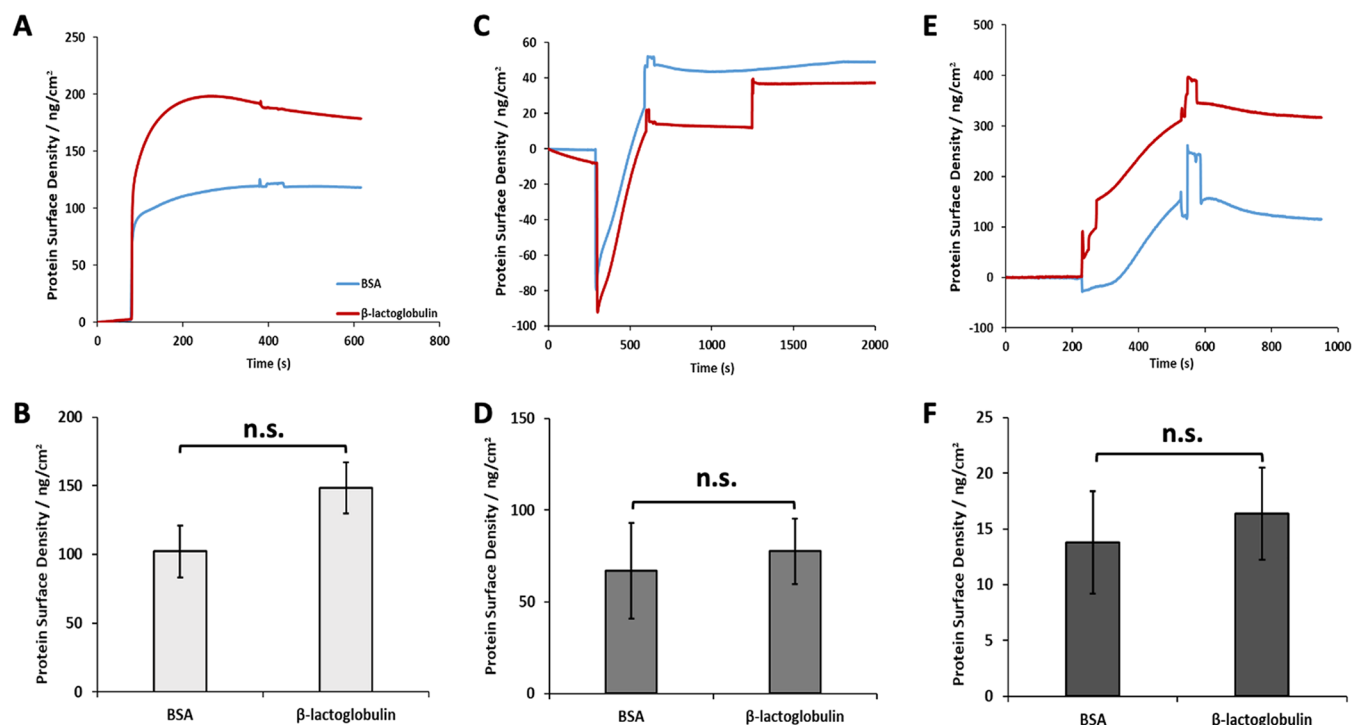 A
Protein Surface Density / ng/cm²
250
200
150
100
50
0
0
200
400
600
800
Time (s)
BSA
β-lactoglobulin
C
Protein Surface Density / ng/cm²
60
40
20
0
-20
-40
-60
-80
-100
0
500
1000
1500
2000
Time (s)
E
Protein Surface Density / ng/cm²
500
400
300
200
100
0
-100
0
200
400
600
800
1000
Time (s)
B
Protein Surface Density / ng/cm²
200
150
100
50
0
n.s.
BSA
β-lactoglobulin
D
Protein Surface Density / ng/cm²
150
100
50
0
n.s.
BSA
β-lactoglobulin
F
Protein Surface Density / ng/cm²
25
20
15
10
5
0
n.s.
BSA
β-lactoglobulin